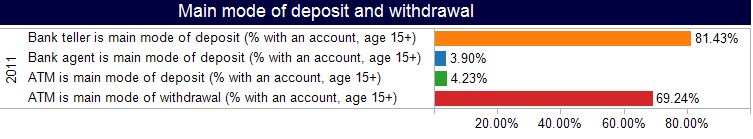 Main mode of deposit and withdrawal
2011
Bank teller is main mode of deposit (% with an account, age 15+) 81.43%
Bank agent is main mode of deposit (% with an account, age 15+) 3.90%
ATM is main mode of deposit (% with an account, age 15+) 4.23%
ATM is main mode of withdrawal (% with an account, age 15+) 69.24%
20.00% 40.00% 60.00% 80.00%